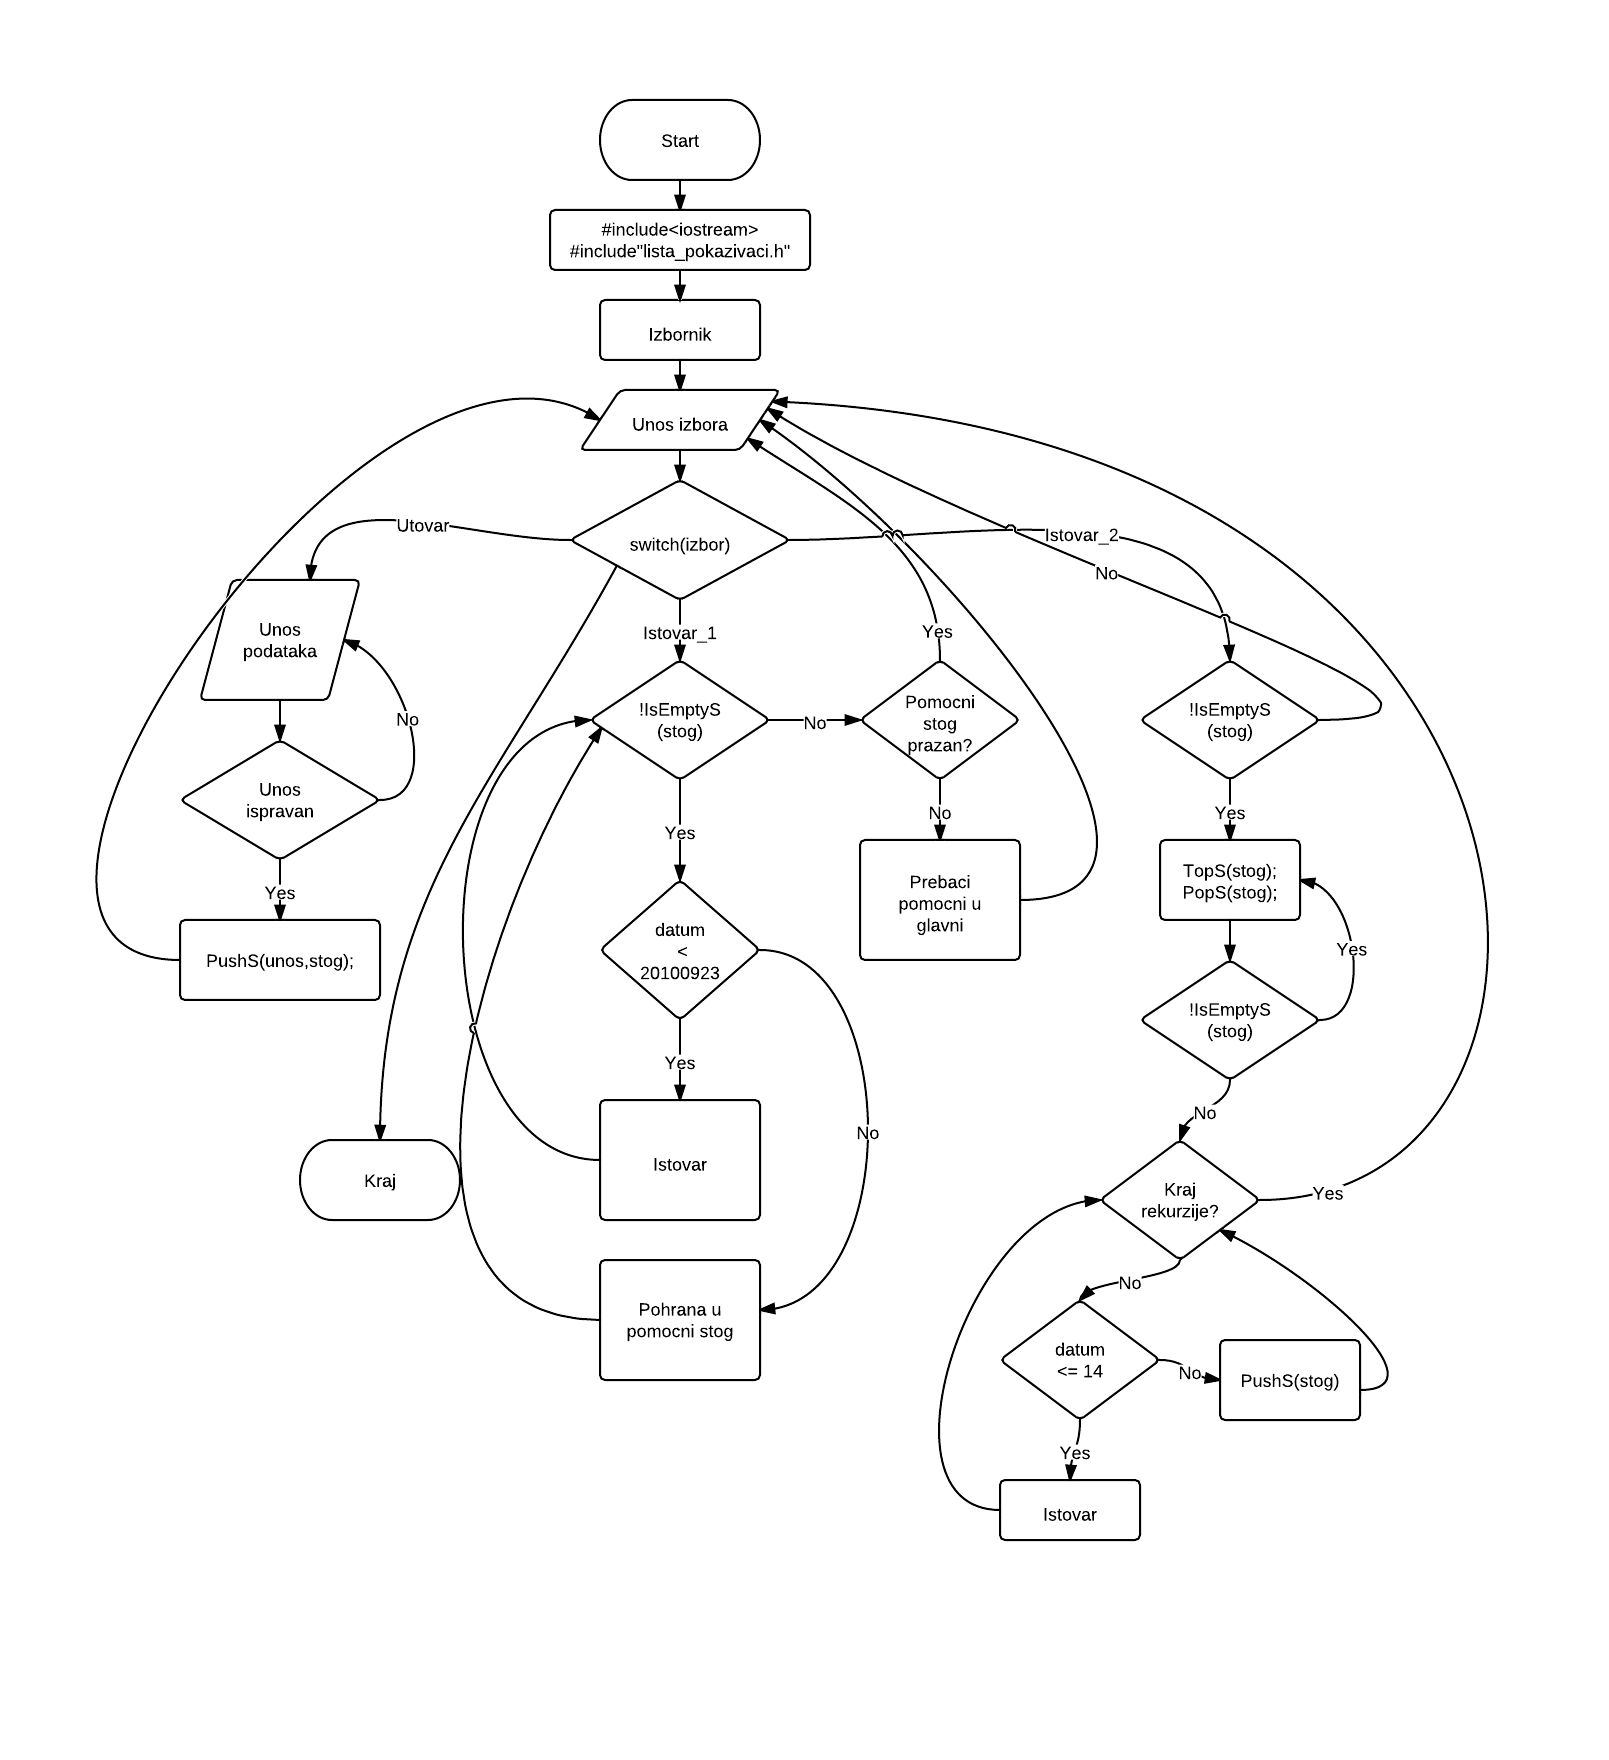 Start
#include<iostream>
#include"lista_pokazivaci.h"
Izbornik
Unos izbora
switch(izbor)
Utovar
Istovar_1
Istovar_2
No
Unos
podataka
No
Unos
ispravan
Yes
PushS(unos,stog);
Kraj
!IsEmptyS
(stog)
No
Yes
Pomocni
stog
prazan?
Yes
No
Prebaci
pomocni u
glavni
datum
<
20100923
Yes
No
Istovar
Pohrana u
pomocni stog
!IsEmptyS
(stog)
Yes
TopS(stog);
PopS(stog);
Yes
!IsEmptyS
(stog)
No
Kraj
rekurzije?
Yes
No
datum
<= 14
No
PushS(stog)
Yes
Istovar